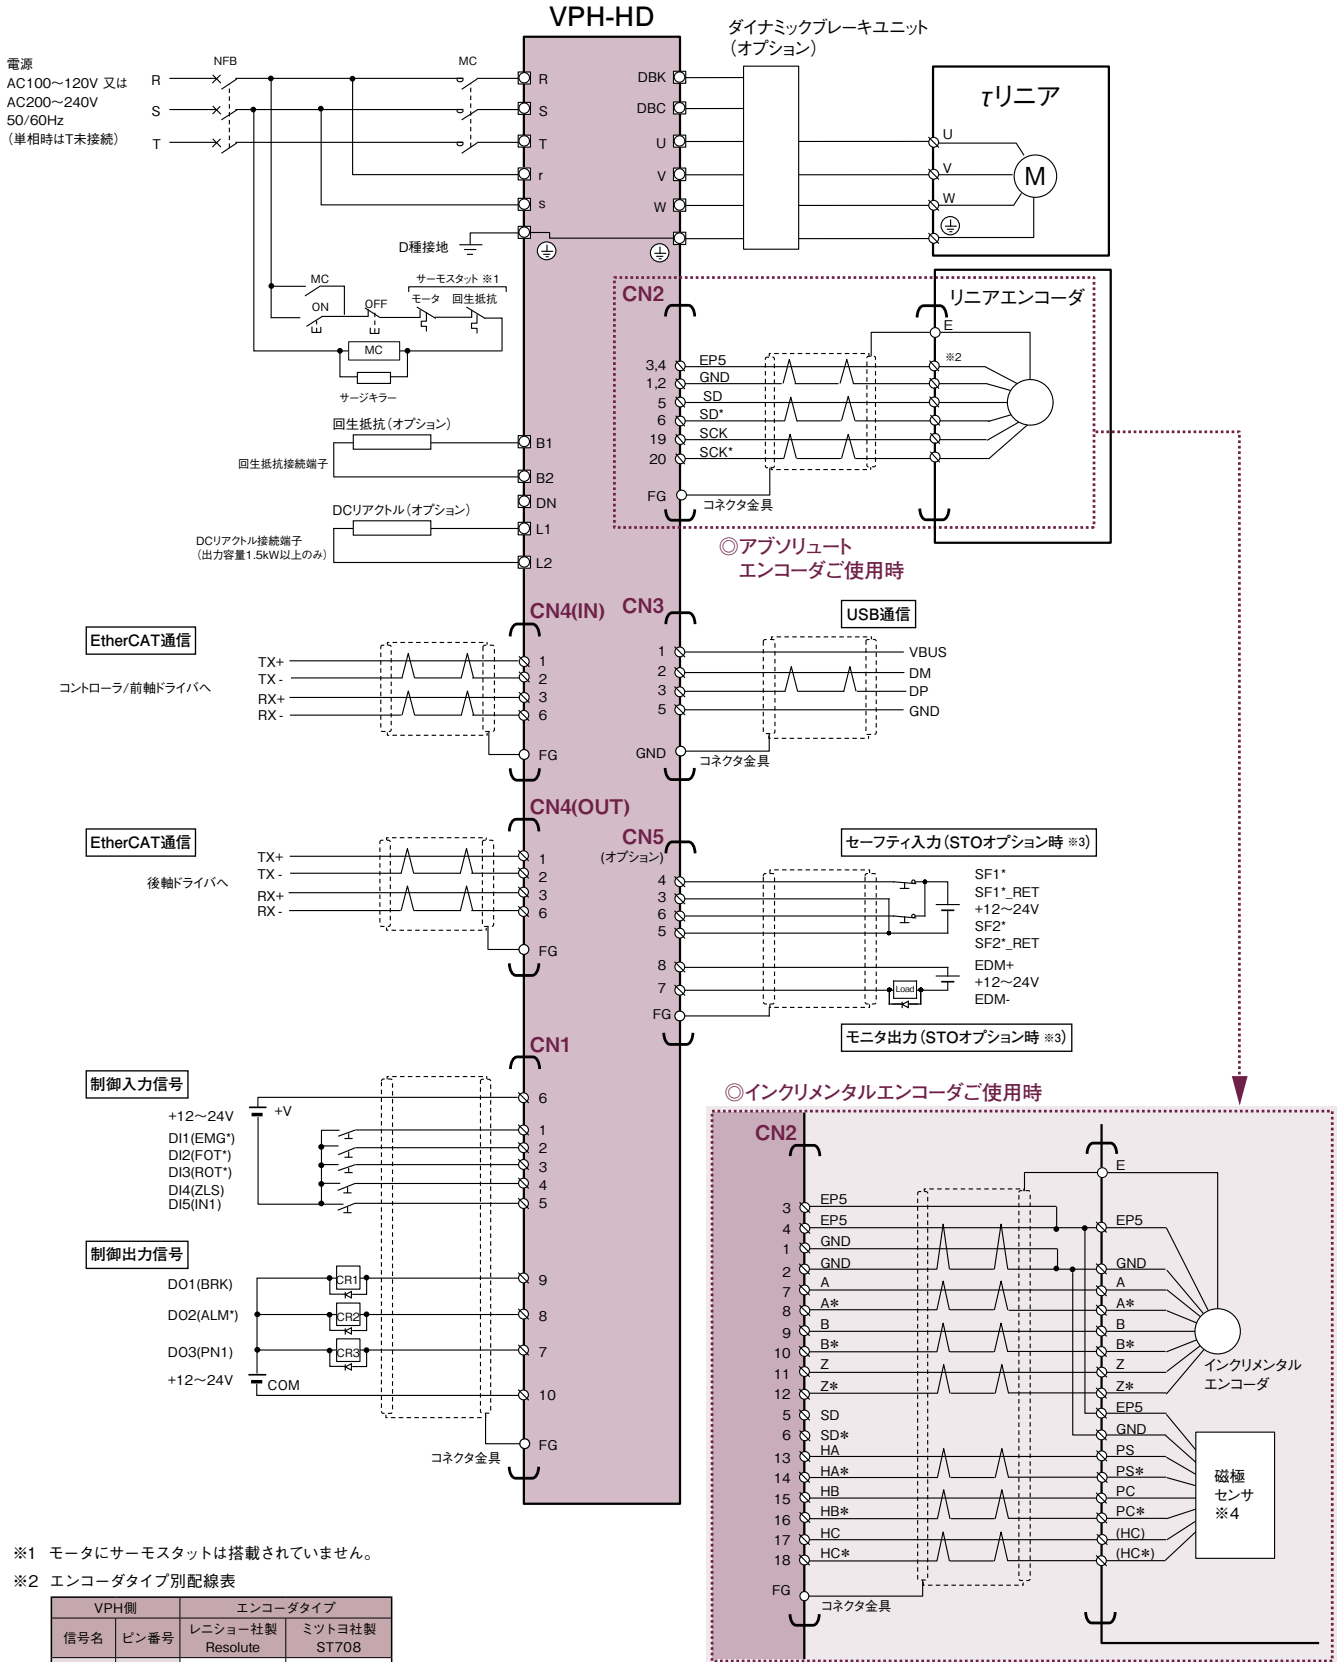 VPH-HD
電源
AC100～120V 又は
AC200～240V
50/60Hz
（単相時はT未接続）
R
S
T
NFB
MC
R
S
T
r
s
D種接地
DBK
DBC
U
V
W
ダイナミックブレーキユニット
（オプション）
τリニア
U
V
W
M
MC
ON
OFF
サーモスタット ※1
モータ
回生抵抗
MC
サージキラー
回生抵抗（オプション）
回生抵抗接続端子
B1
B2
DN
DCリアクトル（オプション）
DCリアクトル接続端子
（出力容量1.5kW以上のみ）
L1
L2
CN2
リニアエンコーダ
E
※2
3,4 EP5
1,2 GND
5 SD
6 SD*
19 SCK
20 SCK*
FG
コネクタ金具
◎アブソリュート
エンコーダご使用時
CN4(IN)
EtherCAT通信
コントローラ/前軸ドライバへ
TX+ 1
TX - 2
RX+ 3
RX - 6
FG
CN3
USB通信
1 VBUS
2 DM
3 DP
5 GND
GND
コネクタ金具
CN4(OUT)
EtherCAT通信
後軸ドライバへ
TX+ 1
TX - 2
RX+ 3
RX - 6
FG
CN5
（オプション）
セーフティ入力（STOオプション時 ※3）
4
3
6
5
8
7
FG
SF1*
SF1*_RET
+12～24V
SF2*
SF2*_RET
EDM+
+12～24V
EDM-
Load
モニタ出力（STOオプション時 ※3）
CN1
制御入力信号
+12～24V
+V
6
DI1(EMG*) 1
DI2(FOT*) 2
DI3(ROT*) 3
DI4(ZLS) 4
DI5(IN1) 5
制御出力信号
DO1(BRK) CR1 9
DO2(ALM*) CR2 8
DO3(PN1) CR3 7
+12～24V COM 10
FG
コネクタ金具
◎インクリメンタルエンコーダご使用時
CN2
E
3 EP5
4 EP5 EP5
1 GND
2 GND GND
7 A A
8 A＊ A＊
9 B B
10 B＊ B＊
11 Z Z
12 Z＊ Z＊
インクリメンタル
エンコーダ
5 SD EP5
6 SD＊ GND
13 HA PS
14 HA＊ PS＊
15 HB PC
16 HB＊ PC＊
17 HC (HC)
18 HC＊ (HC＊)
磁極
センサ
※4
FG
コネクタ金具
※1 モータにサーモスタットは搭載されていません。
※2 エンコーダタイプ別配線表
VPH側 エンコーダタイプ
信号名 ピン番号 レニショー社製 Resolute ミツトヨ社製 ST708